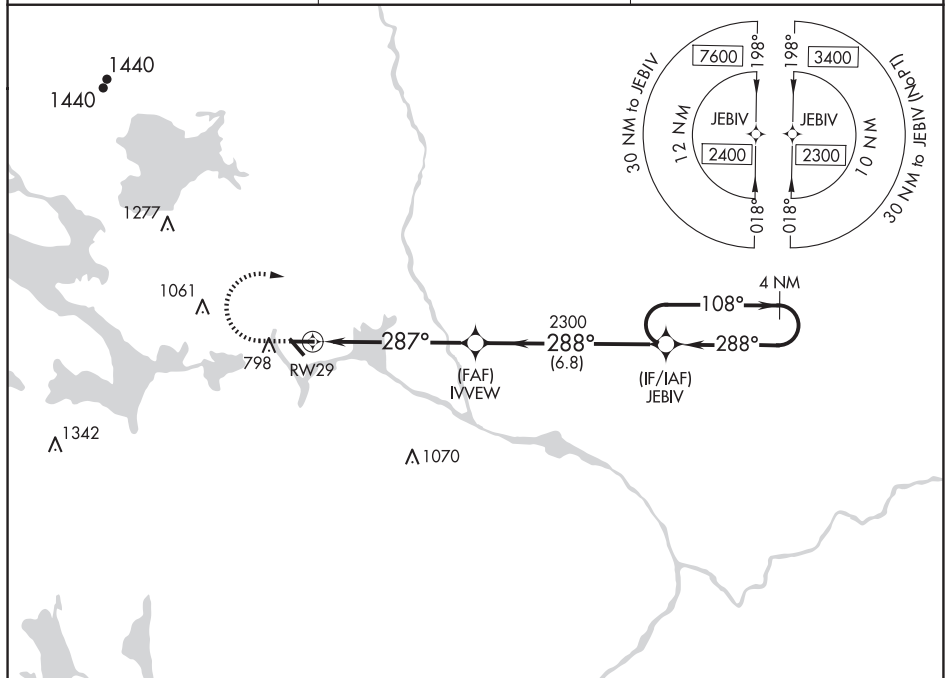 1440
1440
1277
1061
798
RW29
1342
1070
287°
(FAF)
IVVEW
2300
288°
(6.8)
(IF/IAF)
JEBIV
108°
4 NM
288°
30 NM to JEBIV
7600
198°
12 NM
JEBIV
2400
018°
198°
3400
JEBIV
2300
10 NM
018°
30 NM to JEBIV (NoPT)